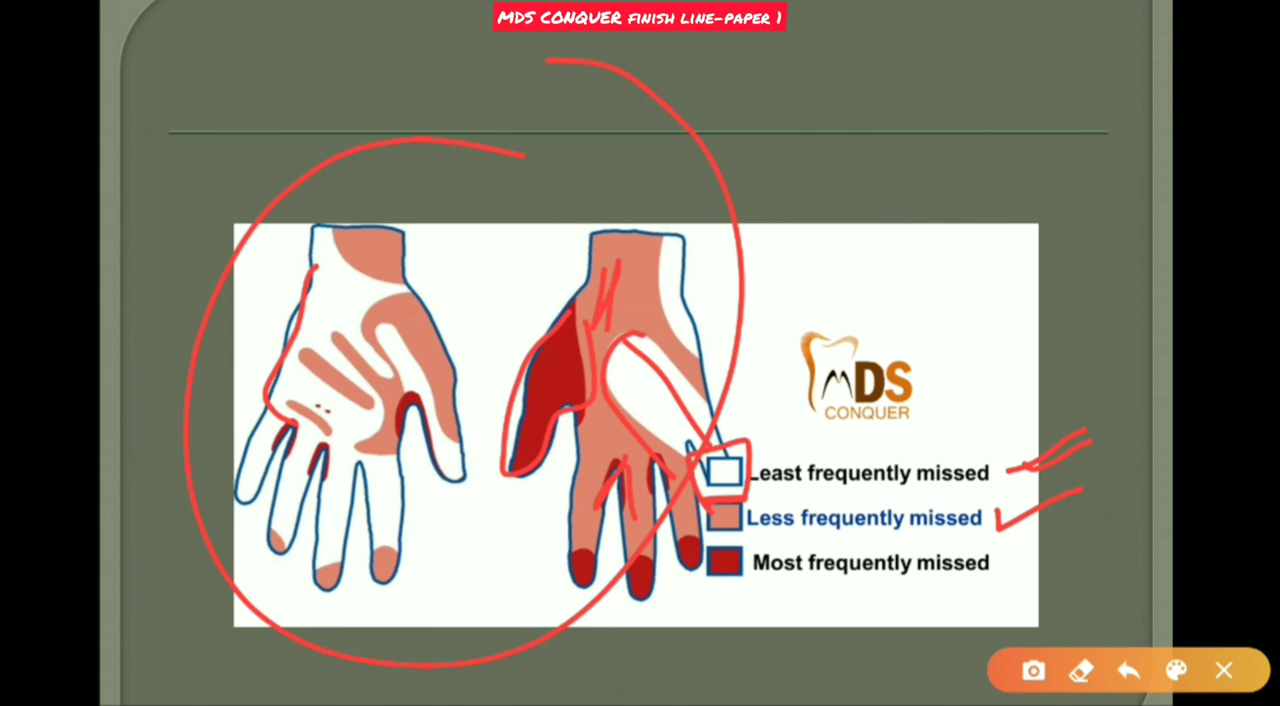 MDS CONQUER FINISH LINE-PAPER 1
MDS
CONQUER
Least frequently missed
Less frequently missed
Most frequently missed